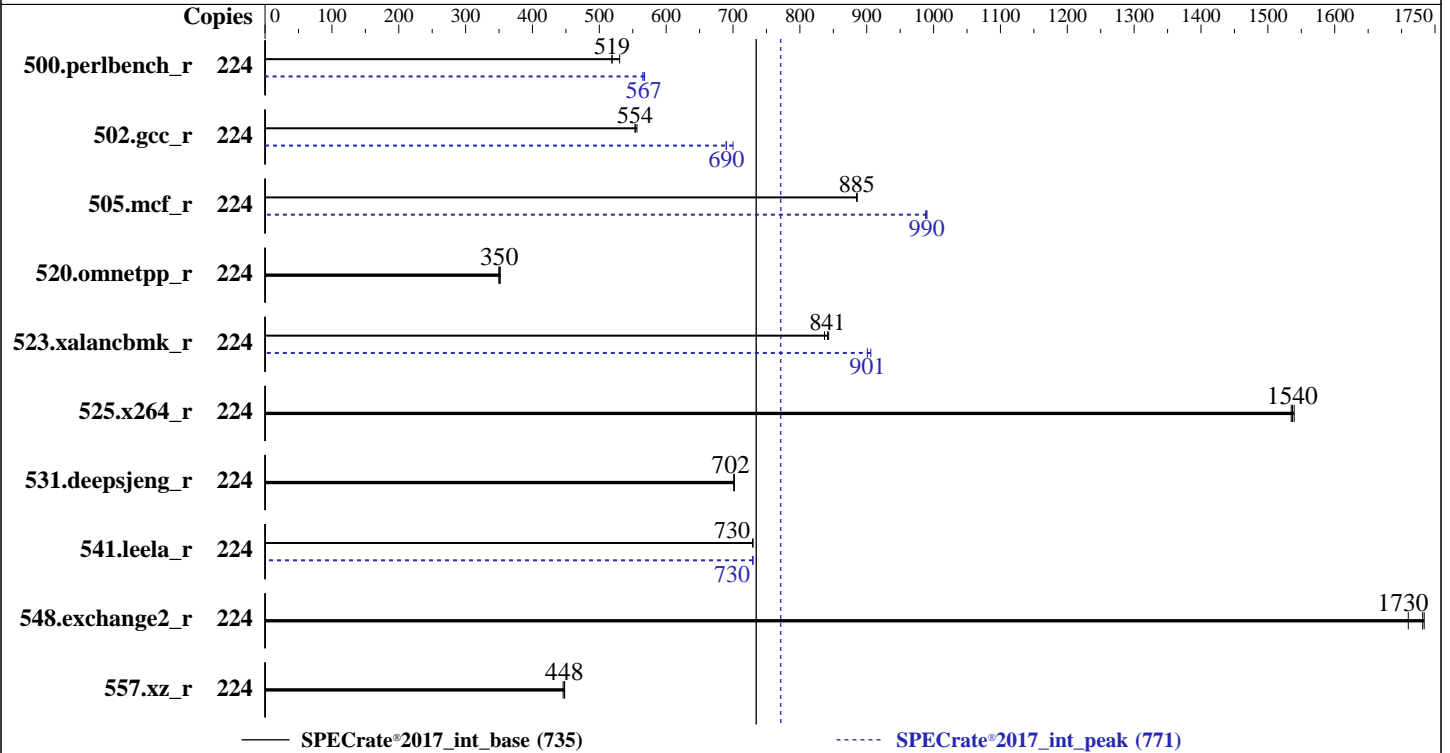 Copies 0 100 200 300 400 500 600 700 800 900 1000 1100 1200 1300 1400 1500 1600 1750
519
500.perlbench_r 224
567
554
502.gcc_r 224
690
885
505.mcf_r 224
990
350
520.omnetpp_r 224
841
523.xalancbmk_r 224
901
1540
525.x264_r 224
702
531.deepsjeng_r 224
730
541.leela_r 224
730
1730
548.exchange2_r 224
448
557.xz_r 224
SPECrate®2017_int_base (735) SPECrate®2017_int_peak (771)